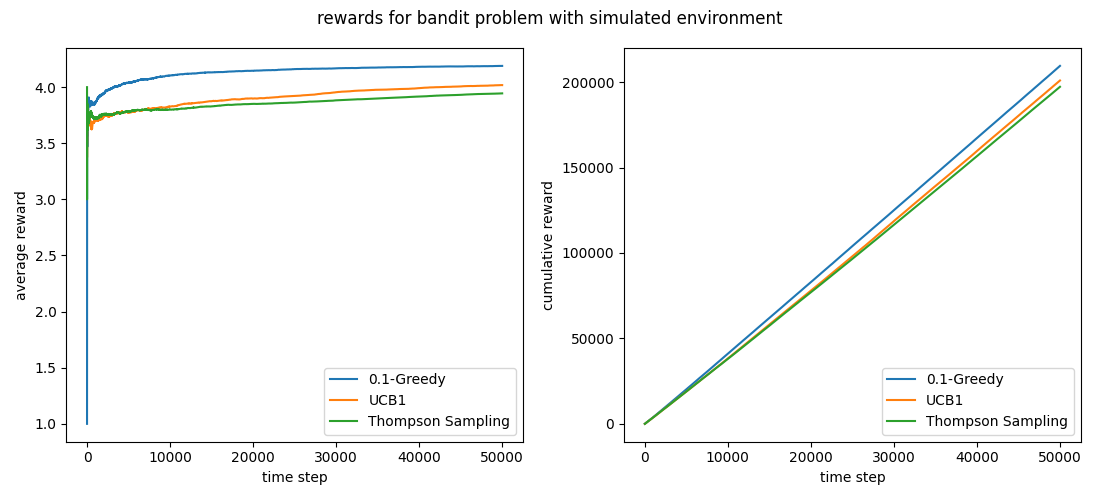 rewards for bandit problem with simulated environment
average reward
4.0
3.5
3.0
2.5
2.0
1.5
1.0
0 10000 20000 30000 40000 50000
time step
0.1-Greedy
UCB1
Thompson Sampling
cumulative reward
200000
150000
100000
50000
0
0 10000 20000 30000 40000 50000
time step
0.1-Greedy
UCB1
Thompson Sampling